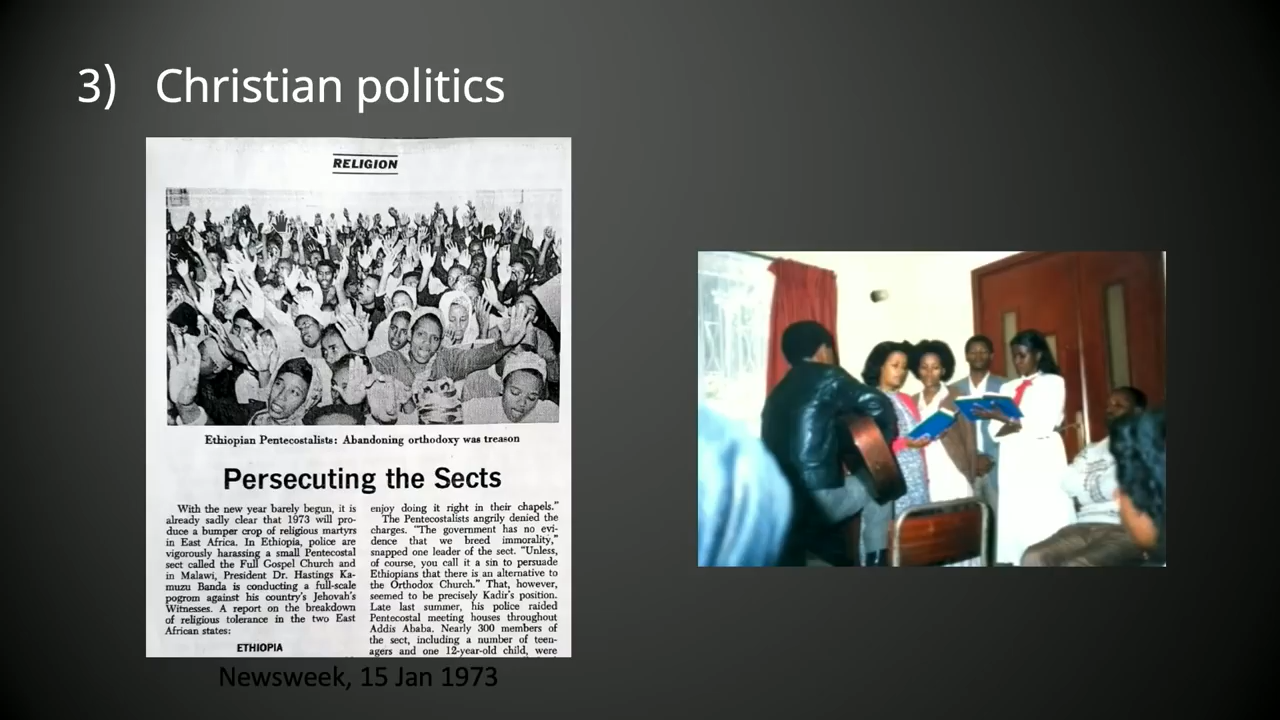 3) Christian politics
RELIGION
Ethiopian Pentecostalists: Abandoning orthodoxy was treason
Persecuting the Sects
With the new year barely begun, it is
already sadly clear that 1973 will pro-
duce a bumper crop of religious martyrs
in East Africa. In Ethiopia, police are
vigorously harassing a small Pentecostal
sect called the Full Gospel Church and
in Malawi, President Dr. Hastings Ka-
muzu Banda is conducting a full-scale
pogrom against his country's Jehovah's
Witnesses. A report on the breakdown
of religious tolerance in the two East
African states:
ETHIOPIA
enjoy doing it right in their chapels."
The Pentecostalists angrily denied the
charges. "The government has no evi-
dence that we breed immorality,"
snapped one leader of the sect. "Unless,
of course, you call it a sin to persuade
Ethiopians that there is an alternative to
the Orthodox Church." That, however,
seemed to be precisely Kadir's position.
Late last summer, his police raided
Pentecostal meeting houses throughout
Addis Ababa. Nearly 300 members of
the sect, including a number of teen-
agers and one 12-year-old child, were
Newsweek, 15 Jan 1973